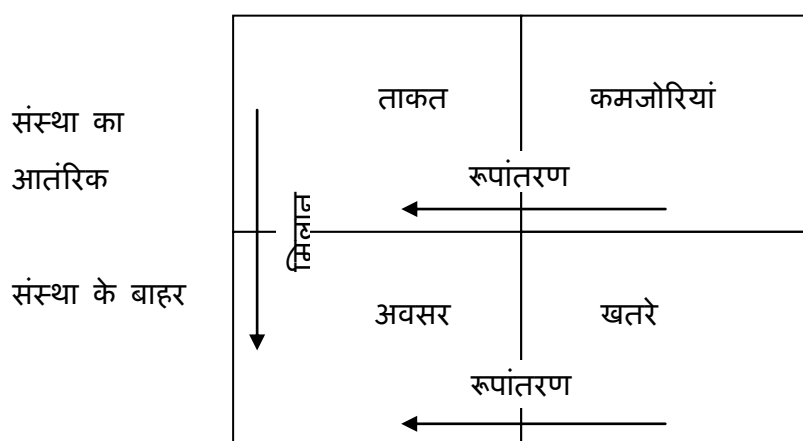 ताकत
कमजोरियां
संस्था का
आतंरिक
रूपांतरण
मिलान
संस्था के बाहर
अवसर
खतरे
रूपांतरण